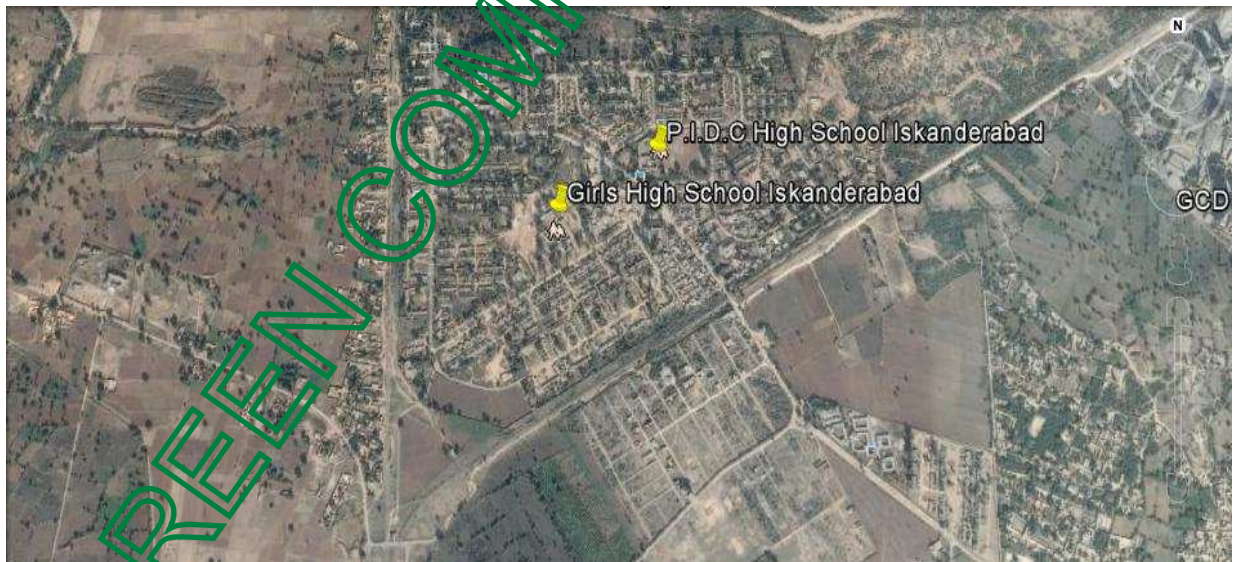 N
P.I.D.C High School Iskanderabad
Girls High School Iskanderabad
GCD
REEN COM